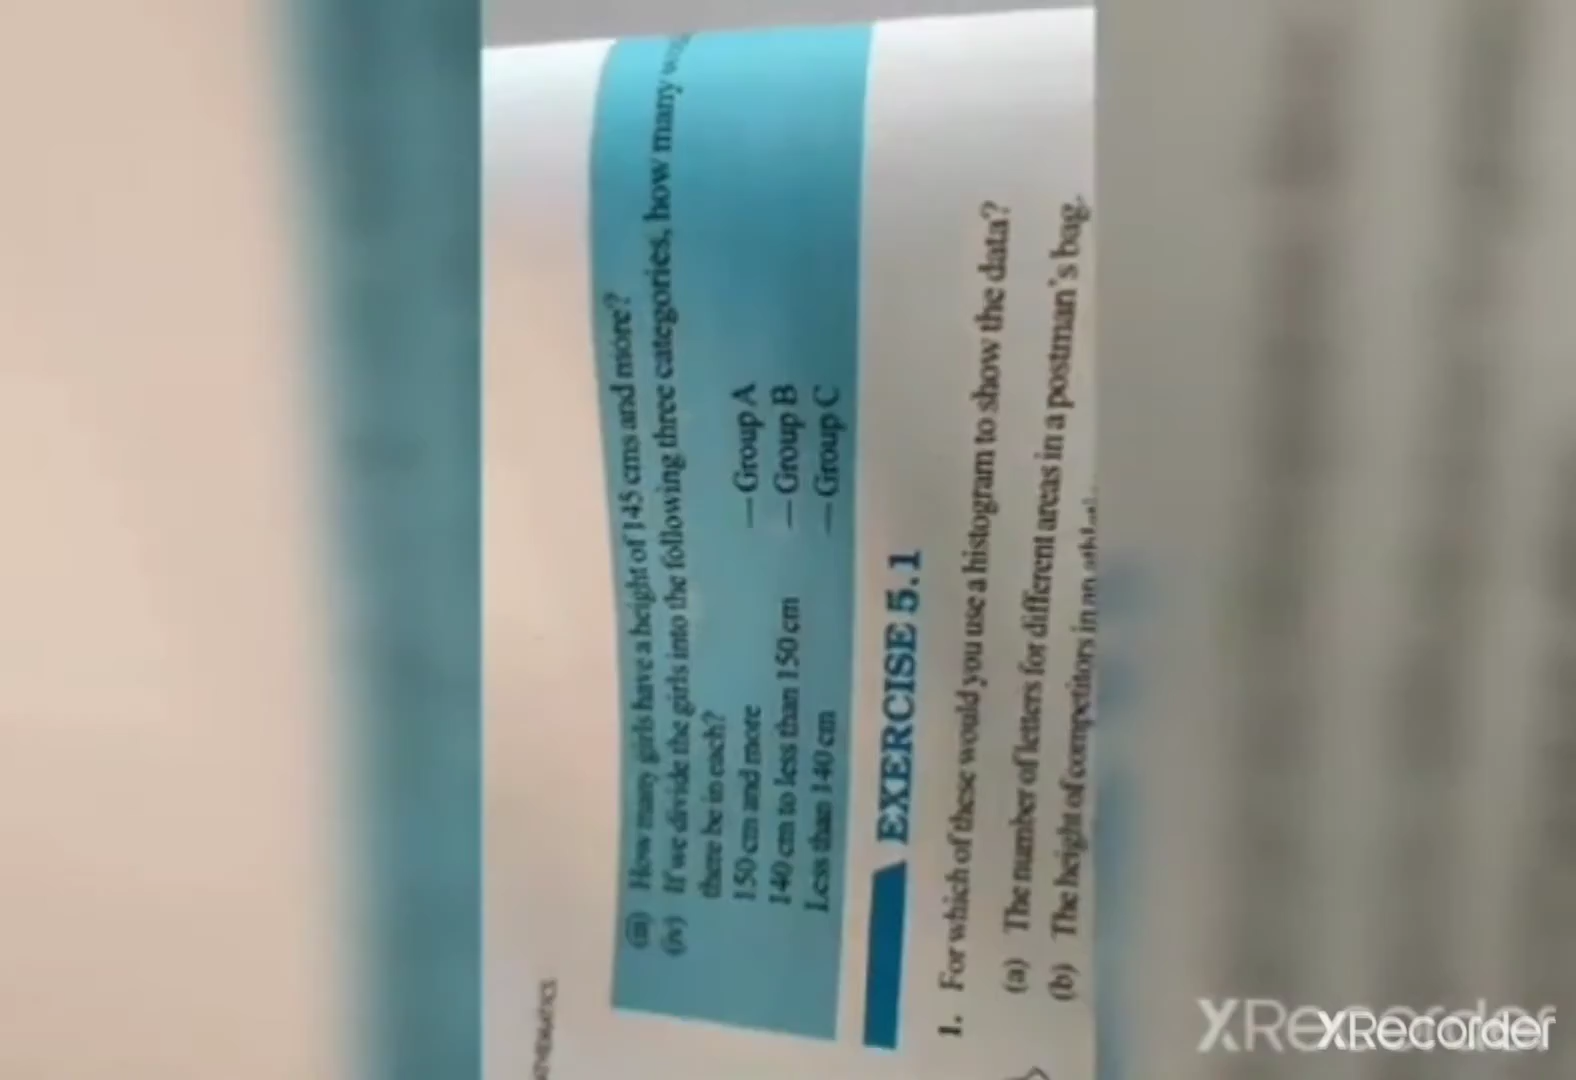 MATHEMATICS
(iii) How many girls have a height of 145 cms and more?
(iv) If we divide the girls into the following three categories, how many
there be in each?
150 cm and more — Group A
140 cm to less than 150 cm — Group B
Less than 140 cm — Group C
EXERCISE 5.1
1. For which of these would you use a histogram to show the data?
(a) The number of letters for different areas in a postman's bag.
(b) The height of competitors in an
XRecorder
XRecorder